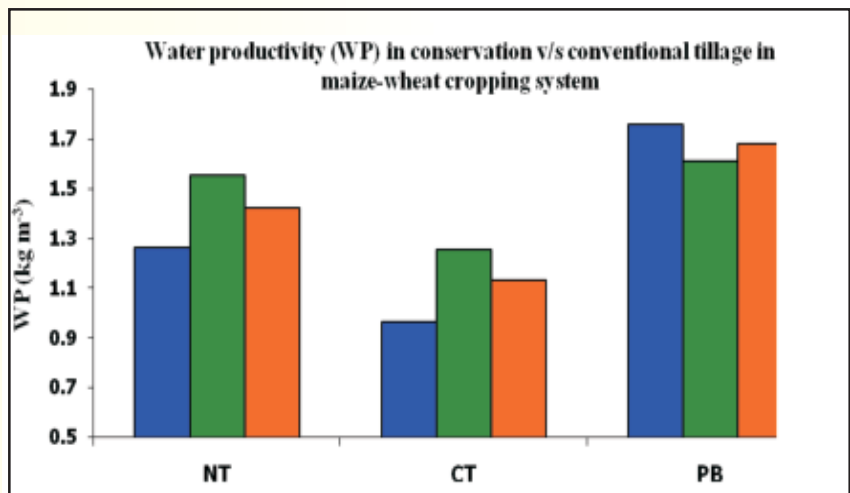 Water productivity (WP) in conservation v/s conventional tillage in
maize-wheat cropping system
1.9
1.7
1.5
1.3
1.1
0.9
0.7
0.5
WP (kg m⁻³)
NT CT PB